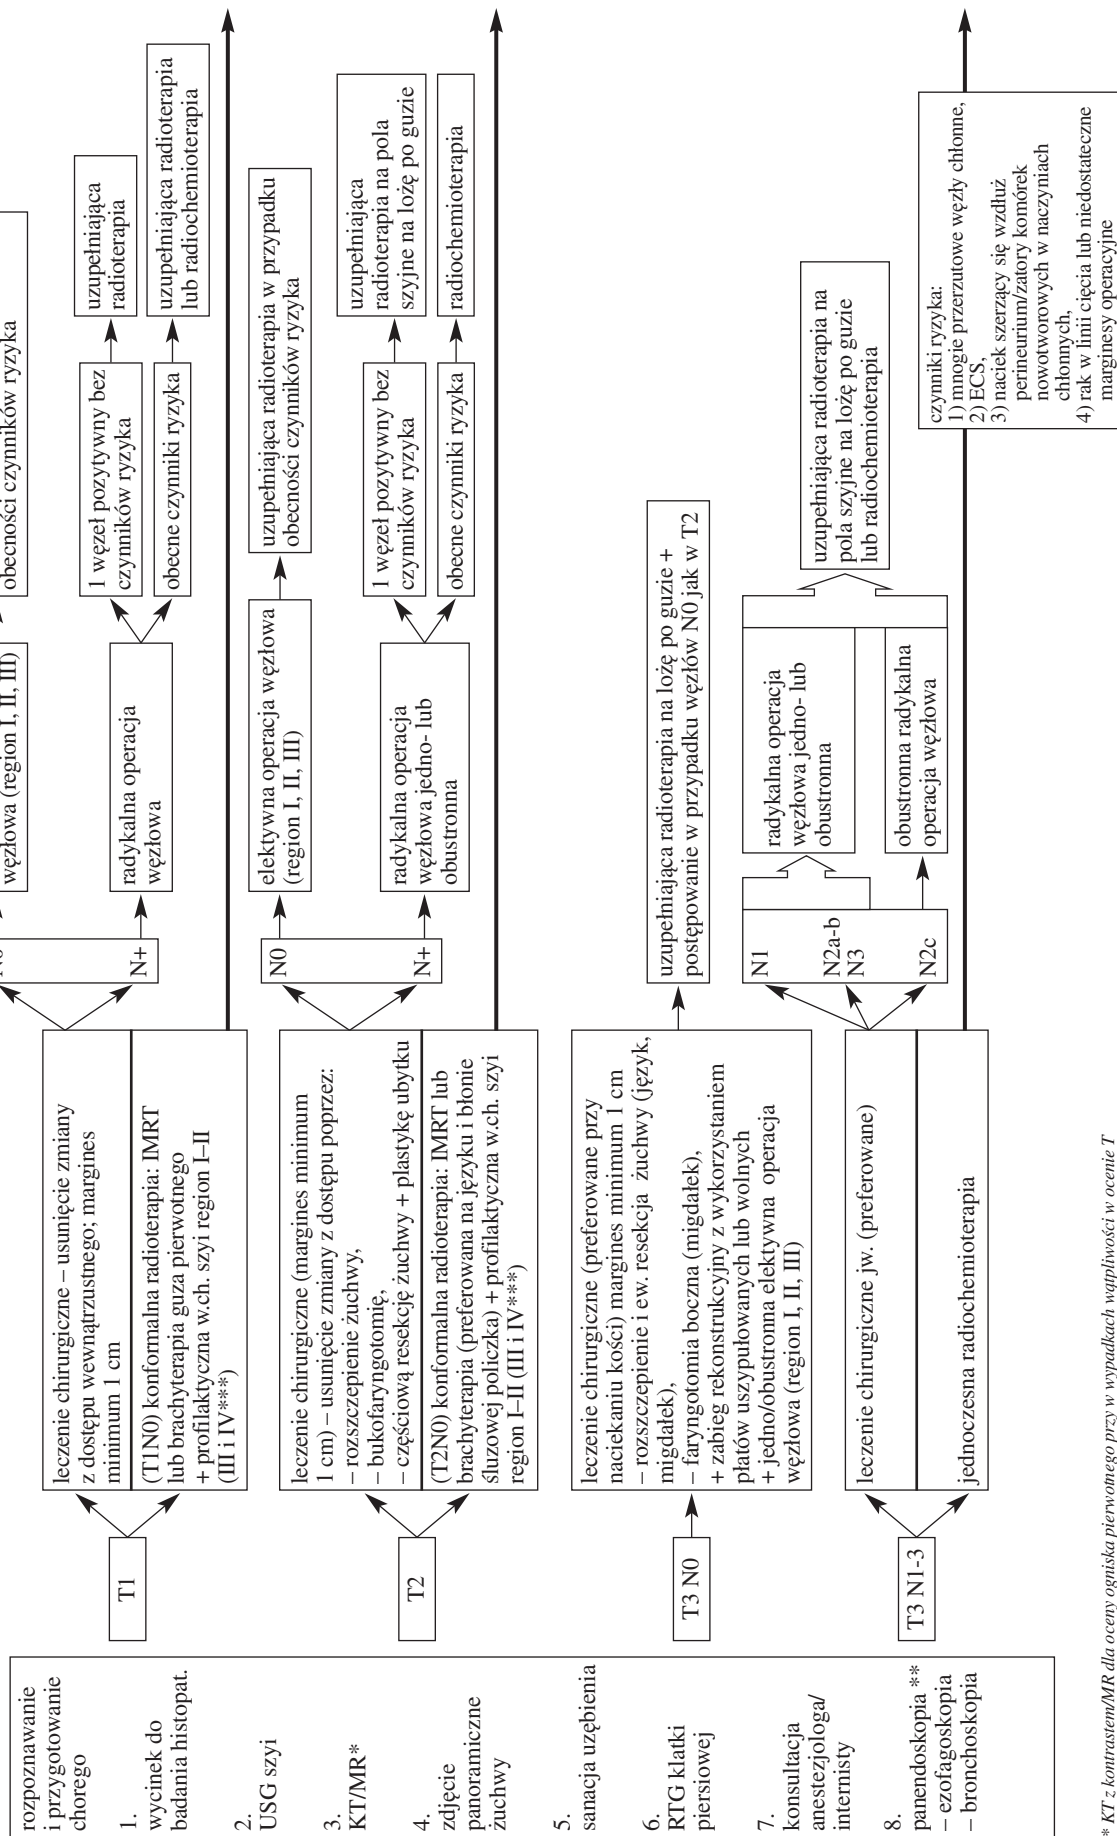 rozpoznawanie
i przygotowanie
chorego
1.
wycinek do
badania histopat.
2.
USG szyi
3.
KT/MR*
4.
zdjęcie
panoramiczne
żuchwy
5.
sanacja uzębienia
6.
RTG klatki
piersiowej
7.
konsultacja
anestezjologa/
internisty
8.
panendoskopia **
– ezofagoskopia
– bronchoskopia
T1
leczenie chirurgiczne – usunięcie zmiany
z dostępu wewnątrzustnego; margines
minimum 1 cm
(T1N0) konformalna radioterapia: IMRT
lub brachyterapia guza pierwotnego
+ profilaktyczna w.ch. szyi region I–II
(III i IV***)
N0
węzłowa (region I, II, III)
obecności czynników ryzyka
N+
radykalna operacja
węzłowa
1 węzeł pozytywny bez
czynników ryzyka
uzupełniająca
radioterapia
obecne czynniki ryzyka
uzupełniająca radioterapia
lub radiochemioterapia
T2
leczenie chirurgiczne (margines minimum
1 cm) – usunięcie zmiany z dostępu poprzez:
– rozszczepienie żuchwy,
– bukofaryngotomię,
– częściową resekcję żuchwy + plastykę ubytku
(T2N0) konformalna radioterapia: IMRT lub
brachyterapia (preferowana na języku i błonie
śluzowej policzka) + profilaktyczna w.ch. szyi
region I–II (III i IV***)
N0
elektywna operacja węzłowa
(region I, II, III)
uzupełniająca radioterapia w przypadku
obecności czynników ryzyka
N+
radykalna operacja
węzłowa jedno- lub
obustronna
1 węzeł pozytywny bez
czynników ryzyka
uzupełniająca
radioterapia na pola
szyjne na lożę po guzie
obecne czynniki ryzyka
radiochemioterapia
T3 N0
leczenie chirurgiczne (preferowane przy
naciekaniu kości) margines minimum 1 cm
– rozszczepienie i ew. resekcja żuchwy (język,
migdałek),
– faryngotomia boczna (migdałek),
+ zabieg rekonstrukcyjny z wykorzystaniem
płatów uszypułowanych lub wolnych
+ jedno/obustronna elektywna operacja
węzłowa (region I, II, III)
uzupełniająca radioterapia na lożę po guzie +
postępowanie w przypadku węzłów N0 jak w T2
T3 N1-3
leczenie chirurgiczne jw. (preferowane)
jednoczesna radiochemioterapia
N1
N2a-b
N3
N2c
radykalna operacja
węzłowa jedno- lub
obustronna
obustronna radykalna
operacja węzłowa
uzupełniająca radioterapia na
pola szyjne na lożę po guzie
lub radiochemioterapia
czynniki ryzyka:
1) mnogie przerzutowe węzły chłonne,
2) ECS,
3) naciek szerzący się wzdłuż
perineurium/zatory komórek
nowotworowych w naczyniach
chłonnych,
4) rak w linii cięcia lub niedostateczne
marginesy operacyjne
* KT z kontrastem/MR dla oceny ogniska pierwotnego przy w wypadkach wątpliwości w ocenie T